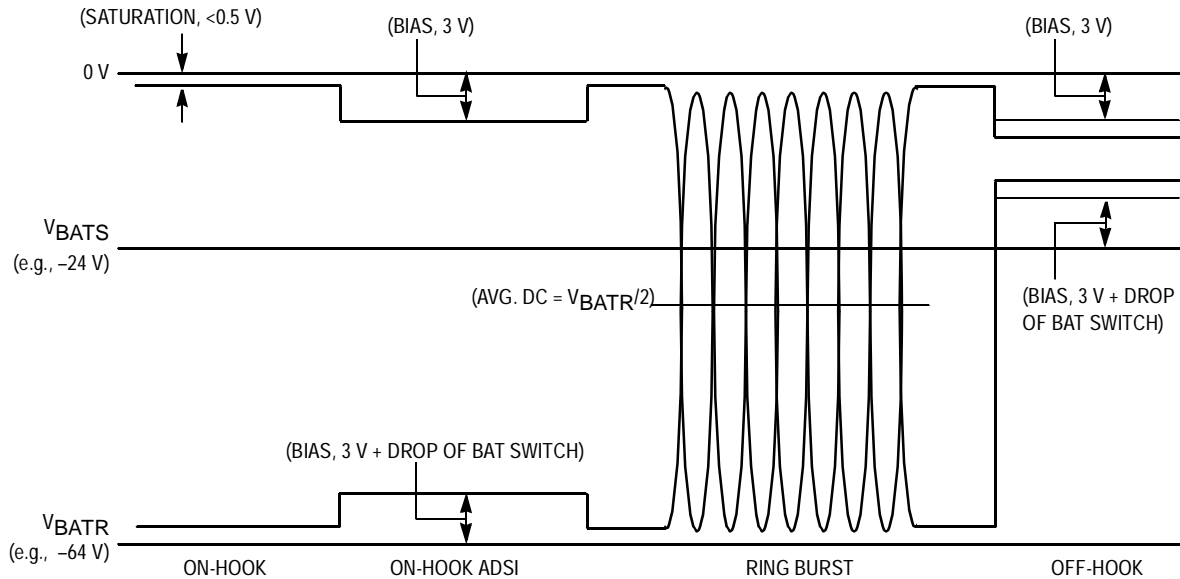 (SATURATION, <0.5 V)
(BIAS, 3 V)
(BIAS, 3 V)
0 V
VBATS
(e.g., –24 V)
(AVG. DC = VBATR/2)
(BIAS, 3 V + DROP
OF BAT SWITCH)
(BIAS, 3 V + DROP OF BAT SWITCH)
VBATR
(e.g., –64 V)
ON-HOOK
ON-HOOK ADSI
RING BURST
OFF-HOOK